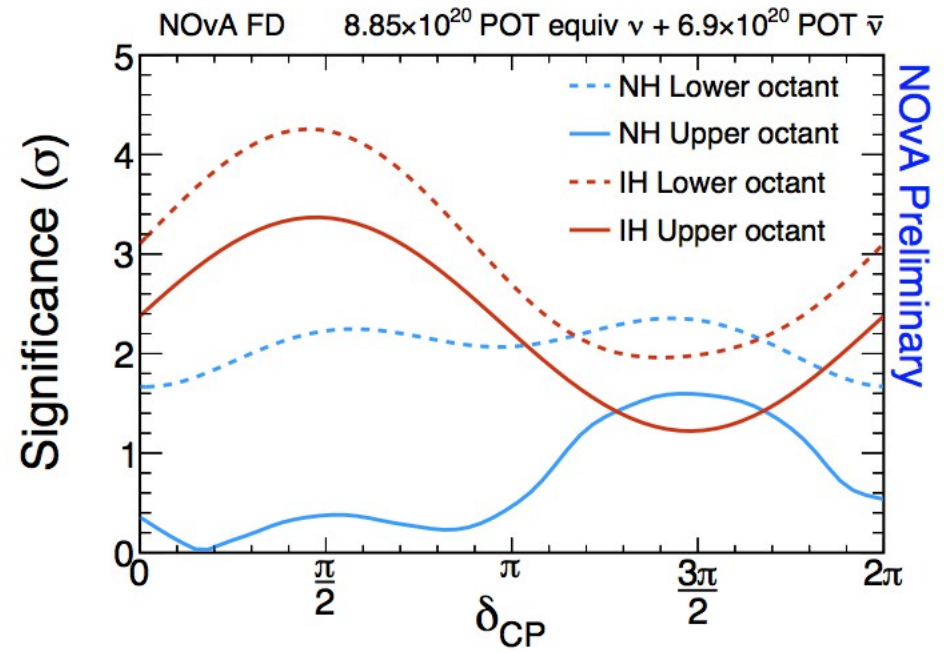 NOvA FD 8.85×10²⁰ POT equiv ν + 6.9×10²⁰ POT ν̅
5
4
3
2
1
0
Significance (σ)
NH Lower octant
NH Upper octant
IH Lower octant
IH Upper octant
NOvA Preliminary
0
π/2
π
3π/2
2π
δ_CP